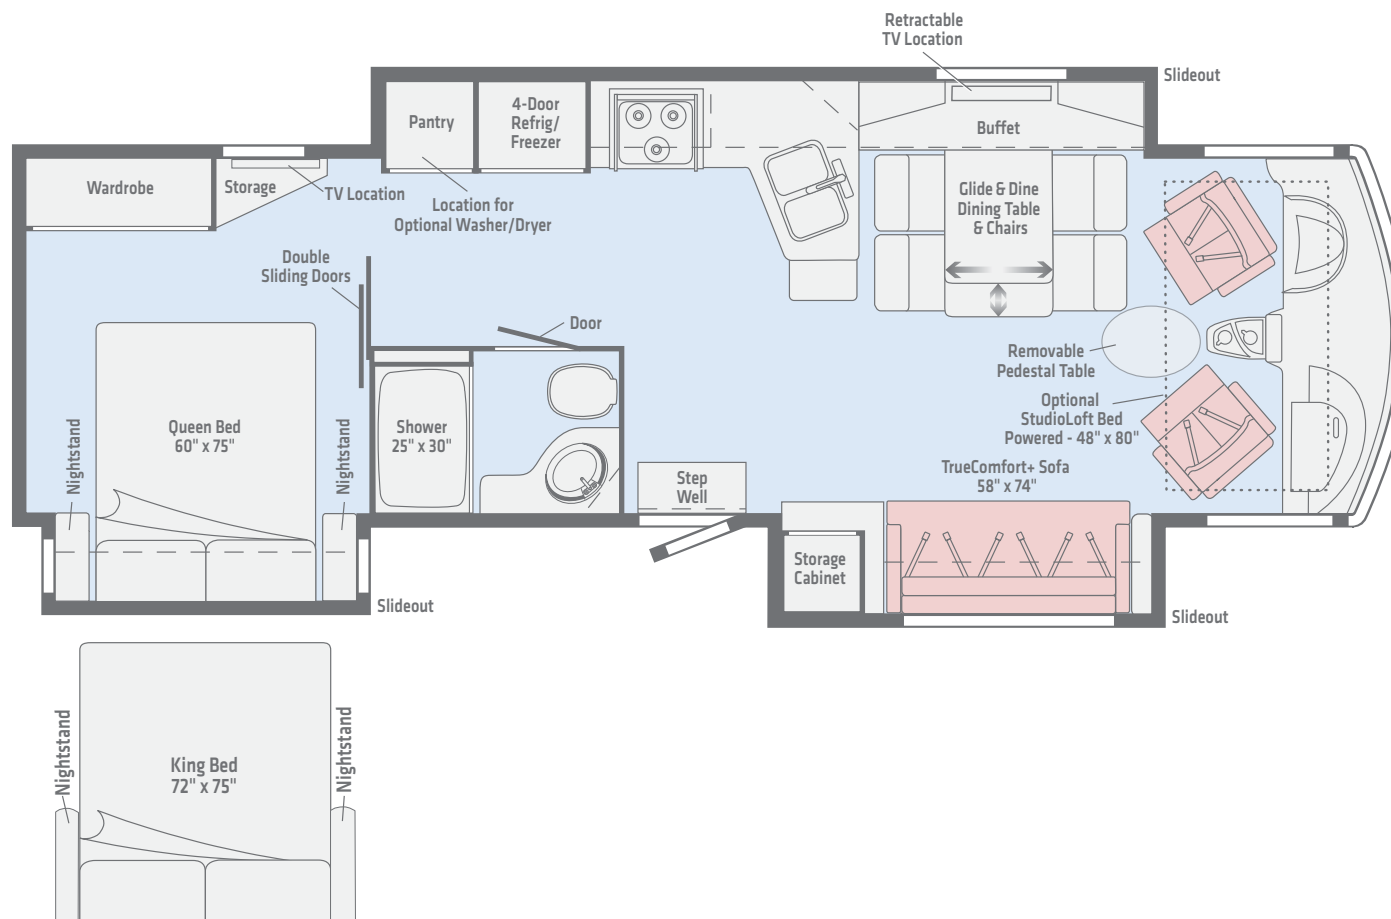 Retractable
TV Location
Slideout
Pantry
4-Door
Refrig/
Freezer
Buffet
Wardrobe
Storage
TV Location
Location for
Optional Washer/Dryer
Glide & Dine
Dining Table
& Chairs
Double
Sliding Doors
Door
Removable
Pedestal Table
Optional
StudioLoft Bed
Powered - 48" x 80"
Nightstand
Queen Bed
60" x 75"
Nightstand
Shower
25" x 30"
Step
Well
TrueComfort+ Sofa
58" x 74"
Storage
Cabinet
Slideout
Slideout
Nightstand
King Bed
72" x 75"
Nightstand